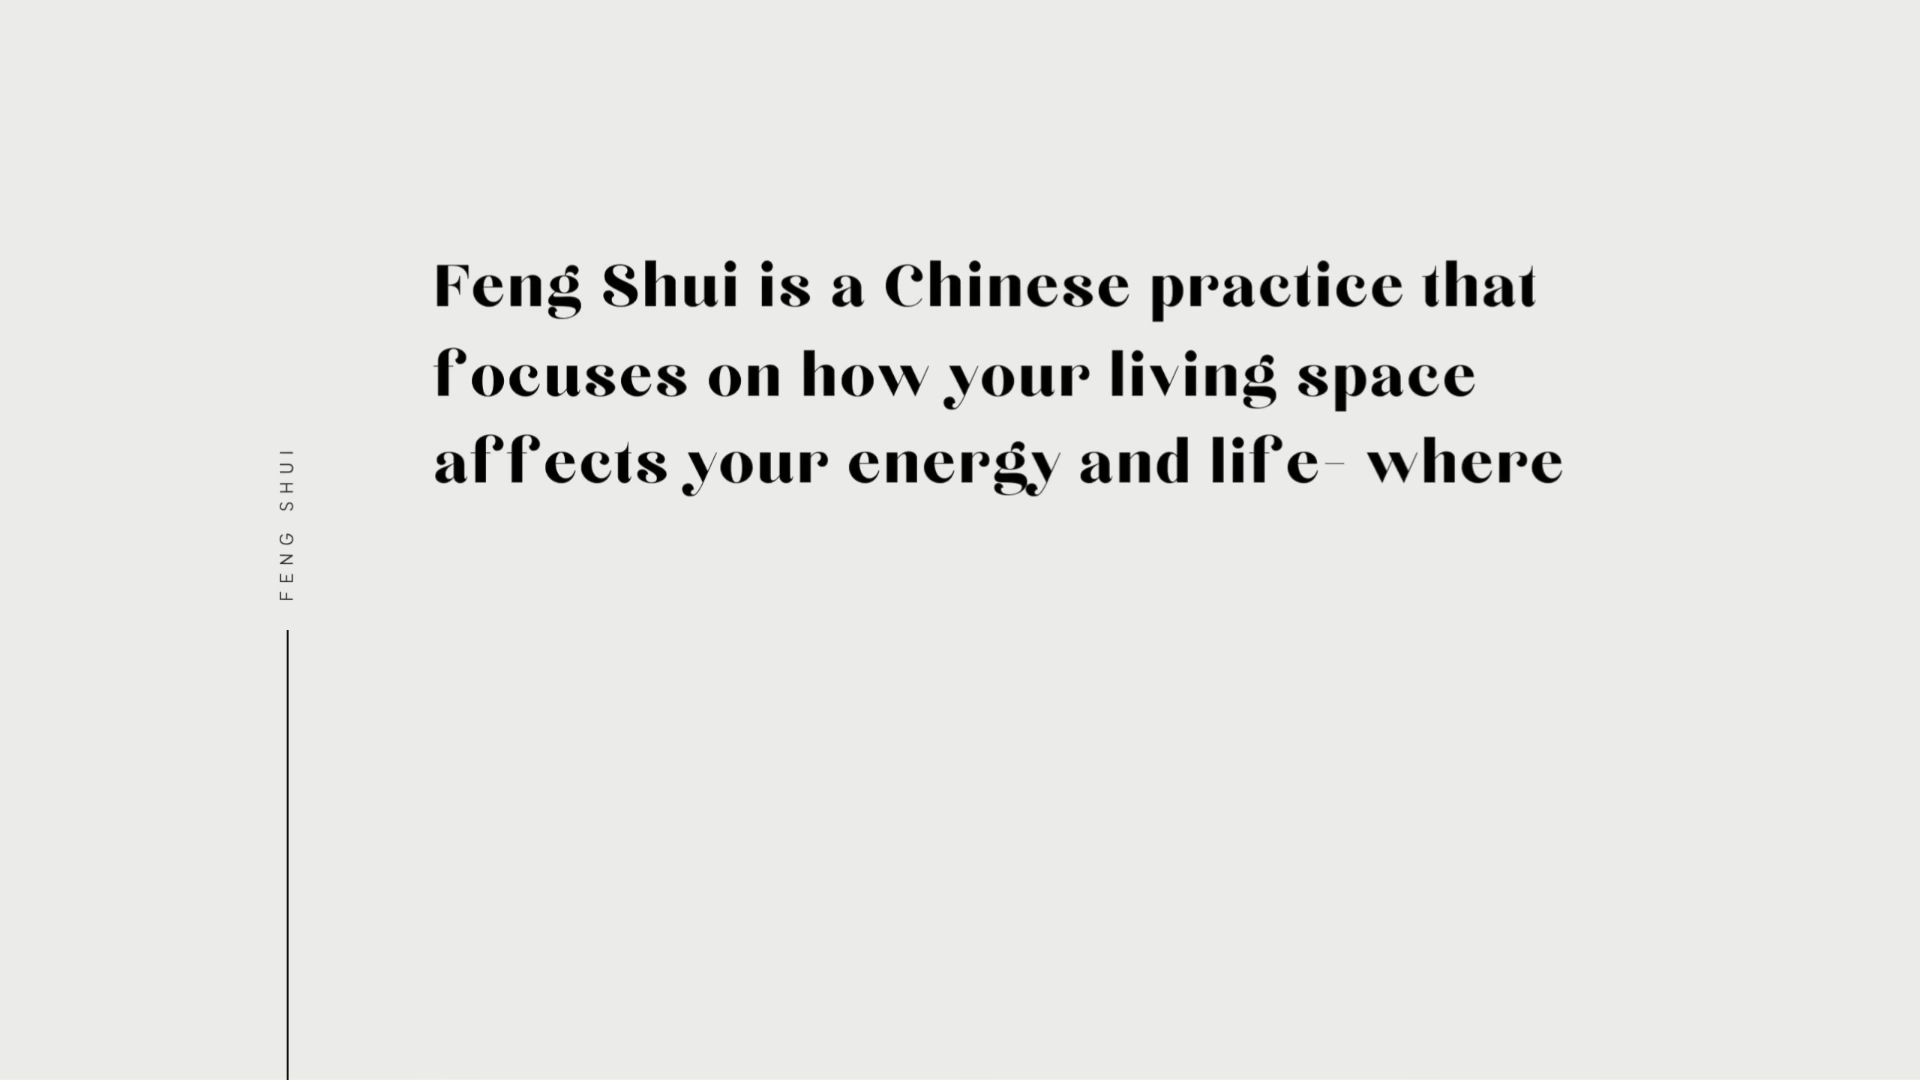 Feng Shui is a Chinese practice that
focuses on how your living space
affects your energy and life- where
FENG SHUI